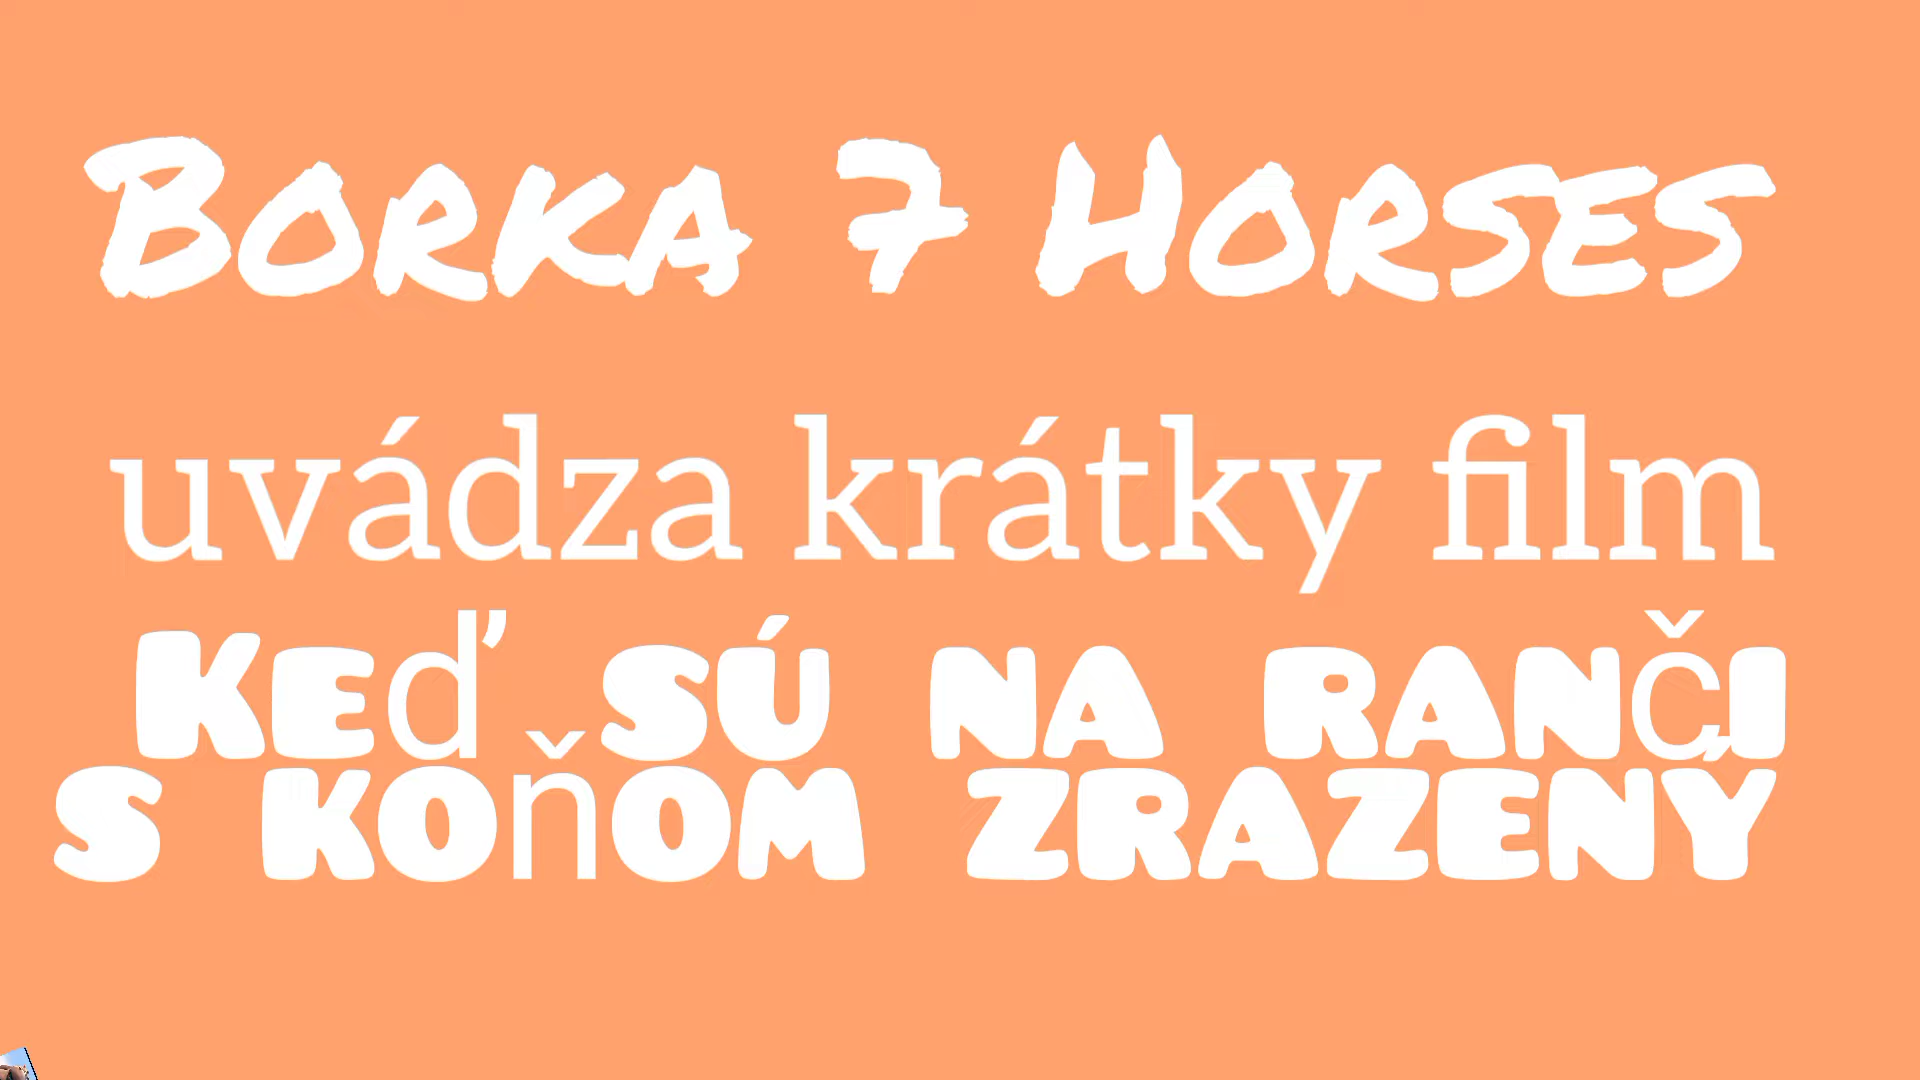 Borka 7 Horses
uvádza krátky film
Keď sú na ranči
s koňom zrazený